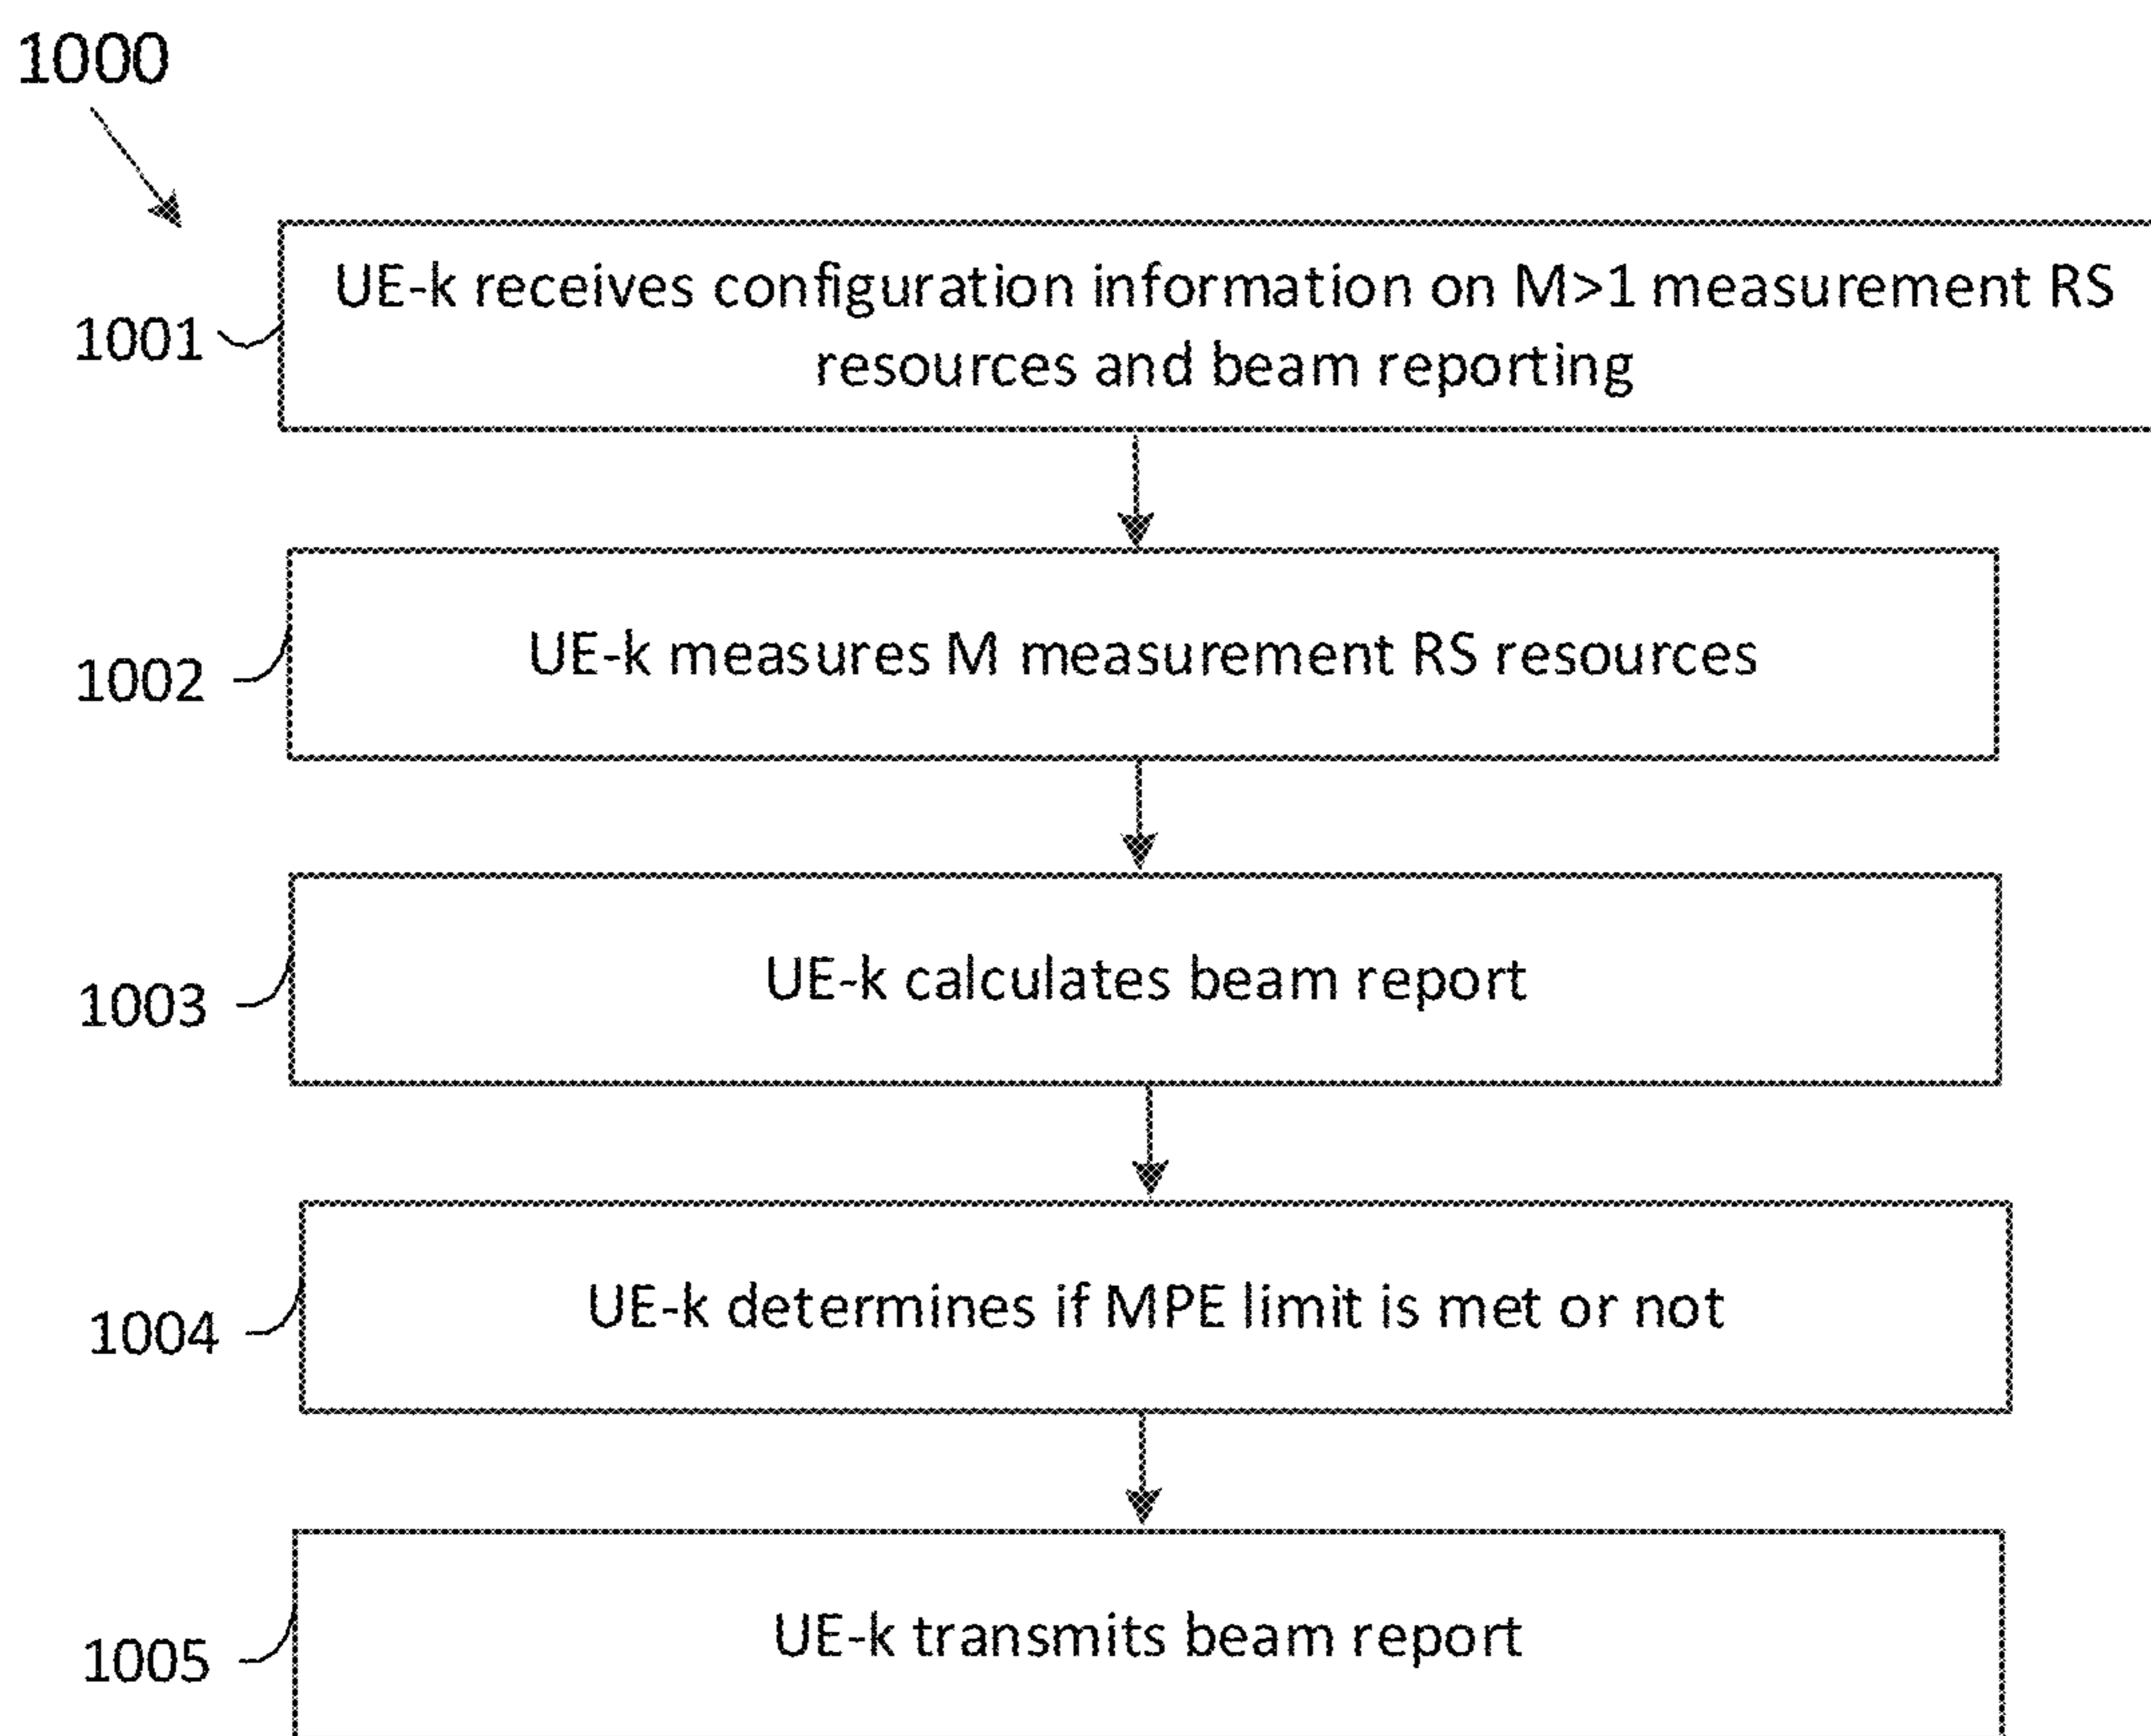 1000
UE-k receives configuration information on M>1 measurement RS
resources and beam reporting
1001
UE-k measures M measurement RS resources
1002
UE-k calculates beam report
1003
UE-k determines if MPE limit is met or not
1004
UE-k transmits beam report
1005